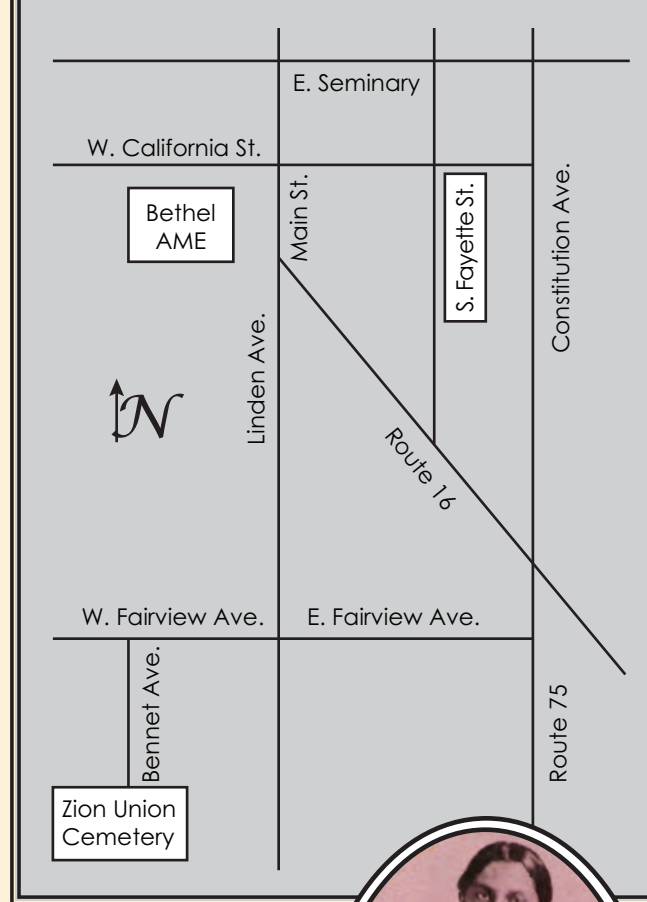 E. Seminary
W. California St.
Bethel
AME
Main St.
S. Fayette St.
Constitution Ave.
Linden Ave.
N
Route 16
W. Fairview Ave.
E. Fairview Ave.
Bennet Ave.
Route 75
Zion Union
Cemetery